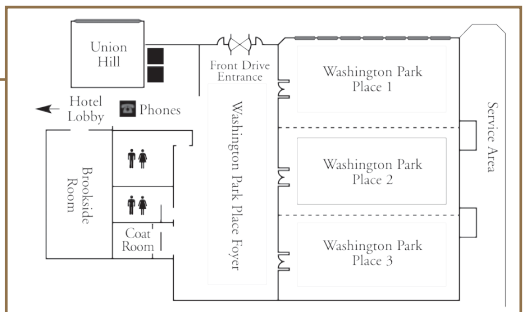 Union
Hill
Front Drive
Entrance
Washington Park
Place 1
Hotel
Lobby
Phones
Washington Park Place Foyer
Service Area
Brookside
Room
Washington Park
Place 2
Coat
Room
Washington Park
Place 3